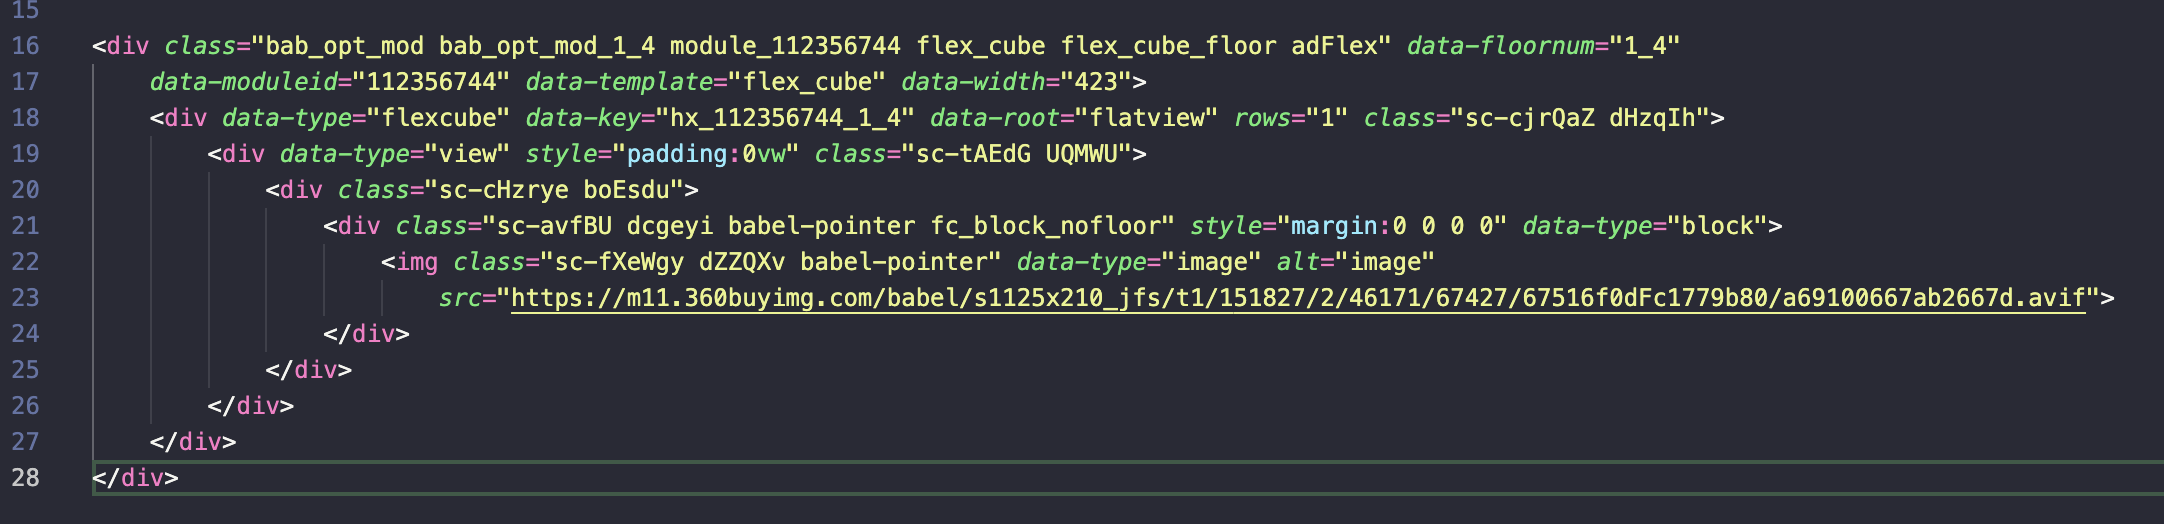 15
16 <div class="bab_opt_mod bab_opt_mod_1_4 module_112356744 flex_cube flex_cube_floor adFlex" data-floornum="1_4"
17 data-moduleid="112356744" data-template="flex_cube" data-width="423">
18 <div data-type="flexcube" data-key="hx_112356744_1_4" data-root="flatview" rows="1" class="sc-cjrQaZ dHzqIh">
19 <div data-type="view" style="padding:0vw" class="sc-tAEdG UQMWU">
20 <div class="sc-cHzrye boEsdu">
21 <div class="sc-avfBU dcgeyi babel-pointer fc_block_nofloor" style="margin:0 0 0 0" data-type="block">
22 <img class="sc-fXeWgy dZZQXv babel-pointer" data-type="image" alt="image"
23 src="https://m11.360buyimg.com/babel/s1125x210_jfs/t1/151827/2/46171/67427/67516f0dFc1779b80/a69100667ab2667d.avif">
24 </div>
25 </div>
26 </div>
27 </div>
28 </div>